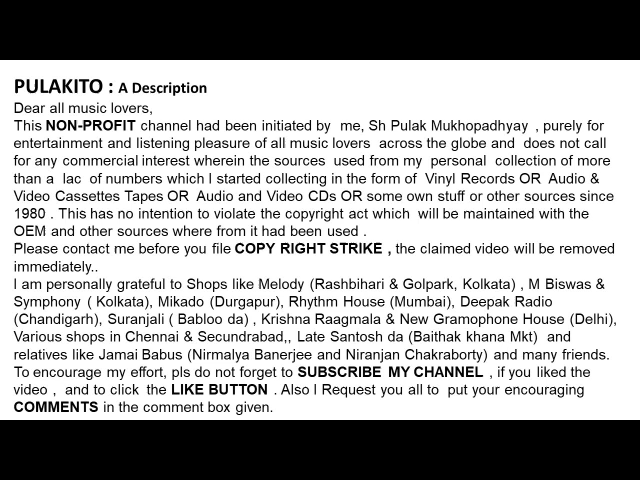 PULAKITO : A Description
Dear all music lovers,
This NON-PROFIT channel had been initiated by me, Sh Pulak Mukhopadhyay , purely for
entertainment and listening pleasure of all music lovers across the globe and does not call
for any commercial interest wherein the sources used from my personal collection of more
than a lac of numbers which I started collecting in the form of Vinyl Records OR Audio &
Video Cassettes Tapes OR Audio and Video CDs OR some own stuff or other sources since
1980 . This has no intention to violate the copyright act which will be maintained with the
OEM and other sources where from it had been used .
Please contact me before you file COPY RIGHT STRIKE , the claimed video will be removed
immediately..
I am personally grateful to Shops like Melody (Rashbihari & Golpark, Kolkata) , M Biswas &
Symphony ( Kolkata), Mikado (Durgapur), Rhythm House (Mumbai), Deepak Radio
(Chandigarh), Suranjali ( Babloo da) , Krishna Raagmala & New Gramophone House (Delhi),
Various shops in Chennai & Secundrabad,, Late Santosh da (Baithak khana Mkt) and
relatives like Jamai Babus (Nirmalya Banerjee and Niranjan Chakraborty) and many friends.
To encourage my effort, pls do not forget to SUBSCRIBE MY CHANNEL , if you liked the
video , and to click the LIKE BUTTON . Also I Request you all to put your encouraging
COMMENTS in the comment box given.